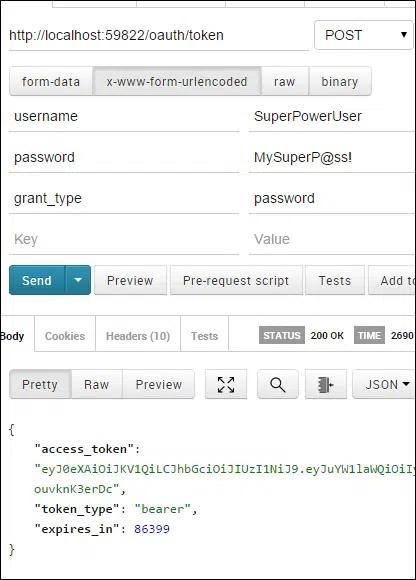 http://localhost:59822/oauth/token POST
form-data x-www-form-urlencoded raw binary
username SuperPowerUser
password MySuperP@ss!
grant_type password
Key Value
Send Preview Pre-request script Tests Add to
Body Cookies Headers (10) Tests STATUS 200 OK TIME 2690
Pretty Raw Preview JSON
{
"access_token":
"eyJ0eXAiOiJKV1QiLCJhbGciOiJIUzI1NiJ9.eyJuYW1laWQiOiIy
ouvknK3erDc",
"token_type": "bearer",
"expires_in": 86399
}